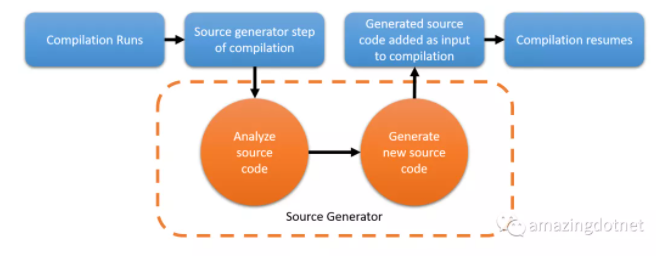 Compilation Runs
Source generator step
of compilation
Generated source
code added as input
to compilation
Compilation resumes
Analyze
source
code
Generate
new source
code
Source Generator
amazingdotnet